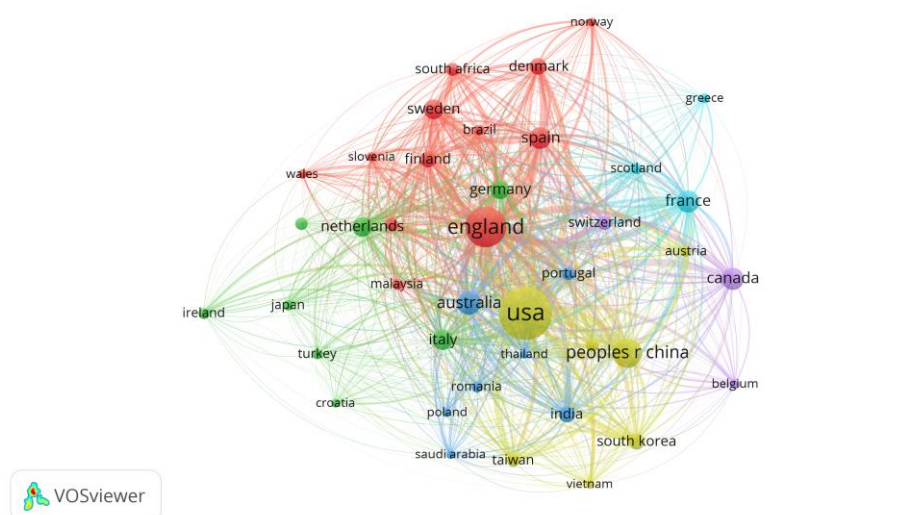 norway
south africa
denmark
greece
sweden
brazil
spain
slovenia
finland
scotland
wales
germany
france
netherlands
england
switzerland
austria
portugal
canada
malaysia
australia
ireland
japan
usa
italy
turkey
thailand
peoples r china
romania
belgium
croatia
poland
india
south korea
saudi arabia
taiwan
vietnam
VOSviewer